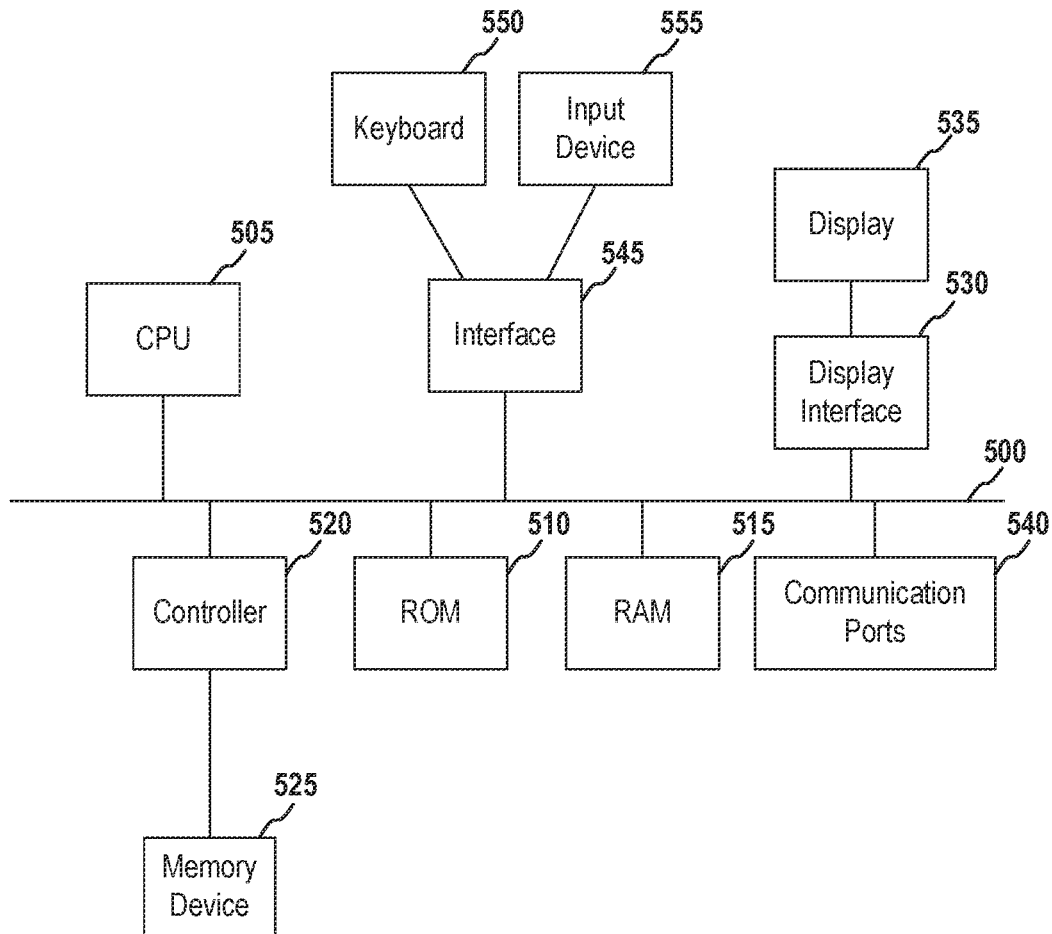 550
555
Keyboard
Input
Device
535
Display
505
545
530
CPU
Interface
Display
Interface
500
520
510
515
540
Controller
ROM
RAM
Communication
Ports
525
Memory
Device